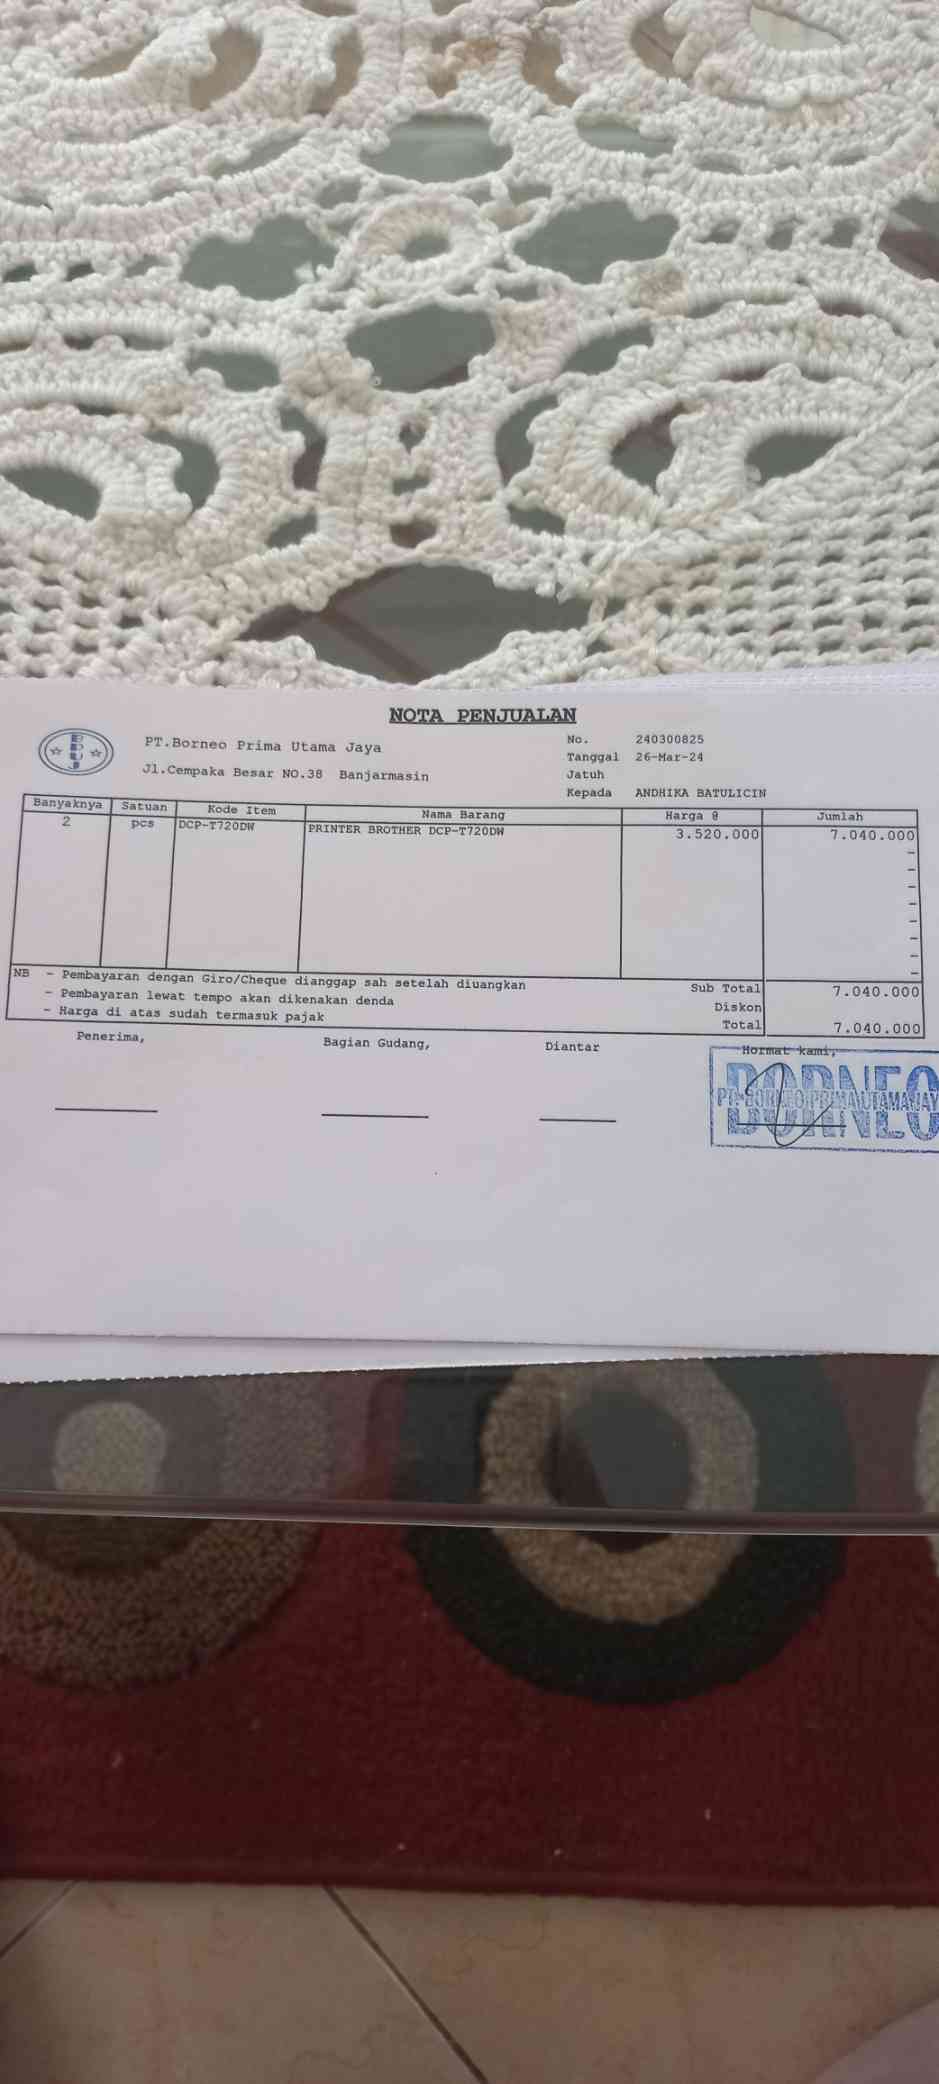 NOTA PENJUALAN
BPUJ
PT.Borneo Prima Utama Jaya
Jl.Cempaka Besar NO.38 Banjarmasin
No. 240300825
Tanggal 26-Mar-24
Jatuh
Kepada ANDHIKA BATULICIN
Banyaknya Satuan Kode Item Nama Barang Harga @ Jumlah
2 pcs DCP-T720DW PRINTER BROTHER DCP-T720DW 3.520.000 7.040.000
-
-
-
-
-
-
-
-
NB - Pembayaran dengan Giro/Cheque dianggap sah setelah diuangkan
- Pembayaran lewat tempo akan dikenakan denda
- Harga di atas sudah termasuk pajak
Sub Total 7.040.000
Diskon
Total 7.040.000
Penerima, Bagian Gudang, Diantar Hormat kami,
BORNEO
PT. BORNEO PRIMA UTAMA JAY